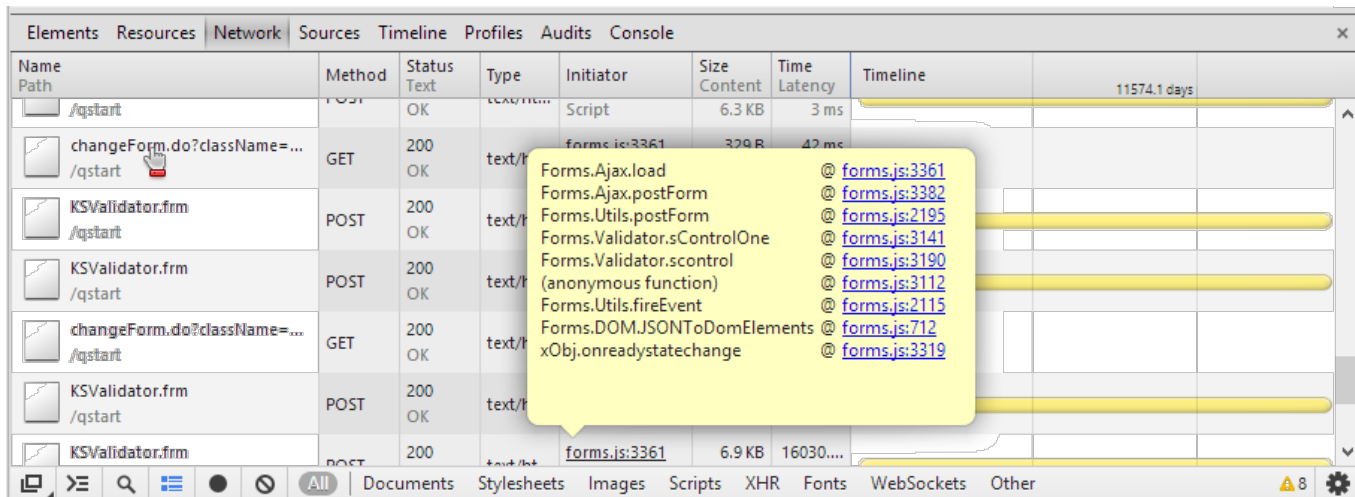 Elements Resources Network Sources Timeline Profiles Audits Console ×
Name Method Status Type Initiator Size Time Timeline
Path Text Content Latency 11574.1 days
/qstart POST OK text/ht... Script 6.3 KB 3 ms
changeForm.do?className=... GET 200 forms.js:3361 329 B 42 ms
/qstart OK
KSValidator.frm POST 200
/qstart OK
KSValidator.frm POST 200
/qstart OK
changeForm.do?className=... GET 200
/qstart OK
KSValidator.frm POST 200
/qstart OK
KSValidator.frm POST 200 text/ht... forms.js:3361 6.9 KB 16030....
Forms.Ajax.load @ forms.js:3361
Forms.Ajax.postForm @ forms.js:3382
Forms.Utils.postForm @ forms.js:2195
Forms.Validator.sControlOne @ forms.js:3141
Forms.Validator.scontrol @ forms.js:3190
(anonymous function) @ forms.js:3112
Forms.Utils.fireEvent @ forms.js:2115
Forms.DOM.JSONToDomElements @ forms.js:712
xObj.onreadystatechange @ forms.js:3319
All Documents Stylesheets Images Scripts XHR Fonts WebSockets Other 8